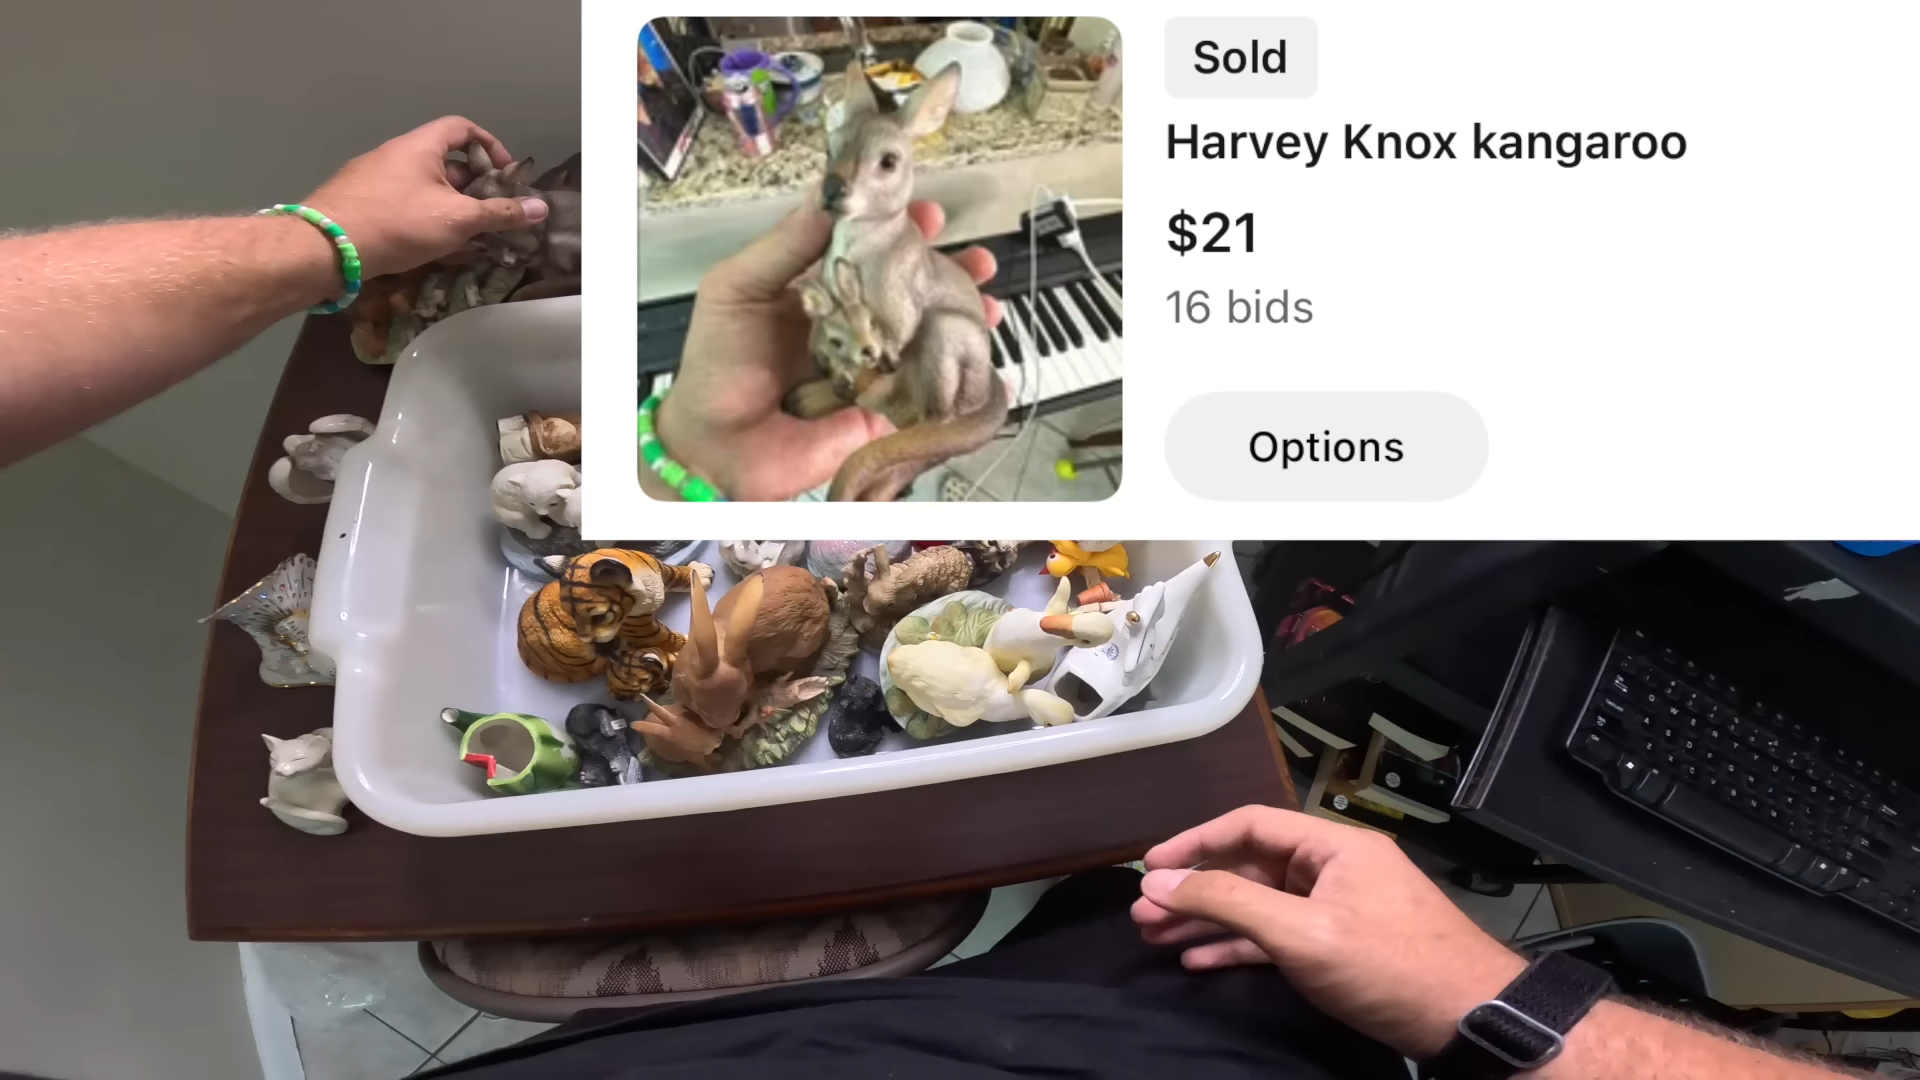 Sold
Harvey Knox kangaroo
$21
16 bids
Options